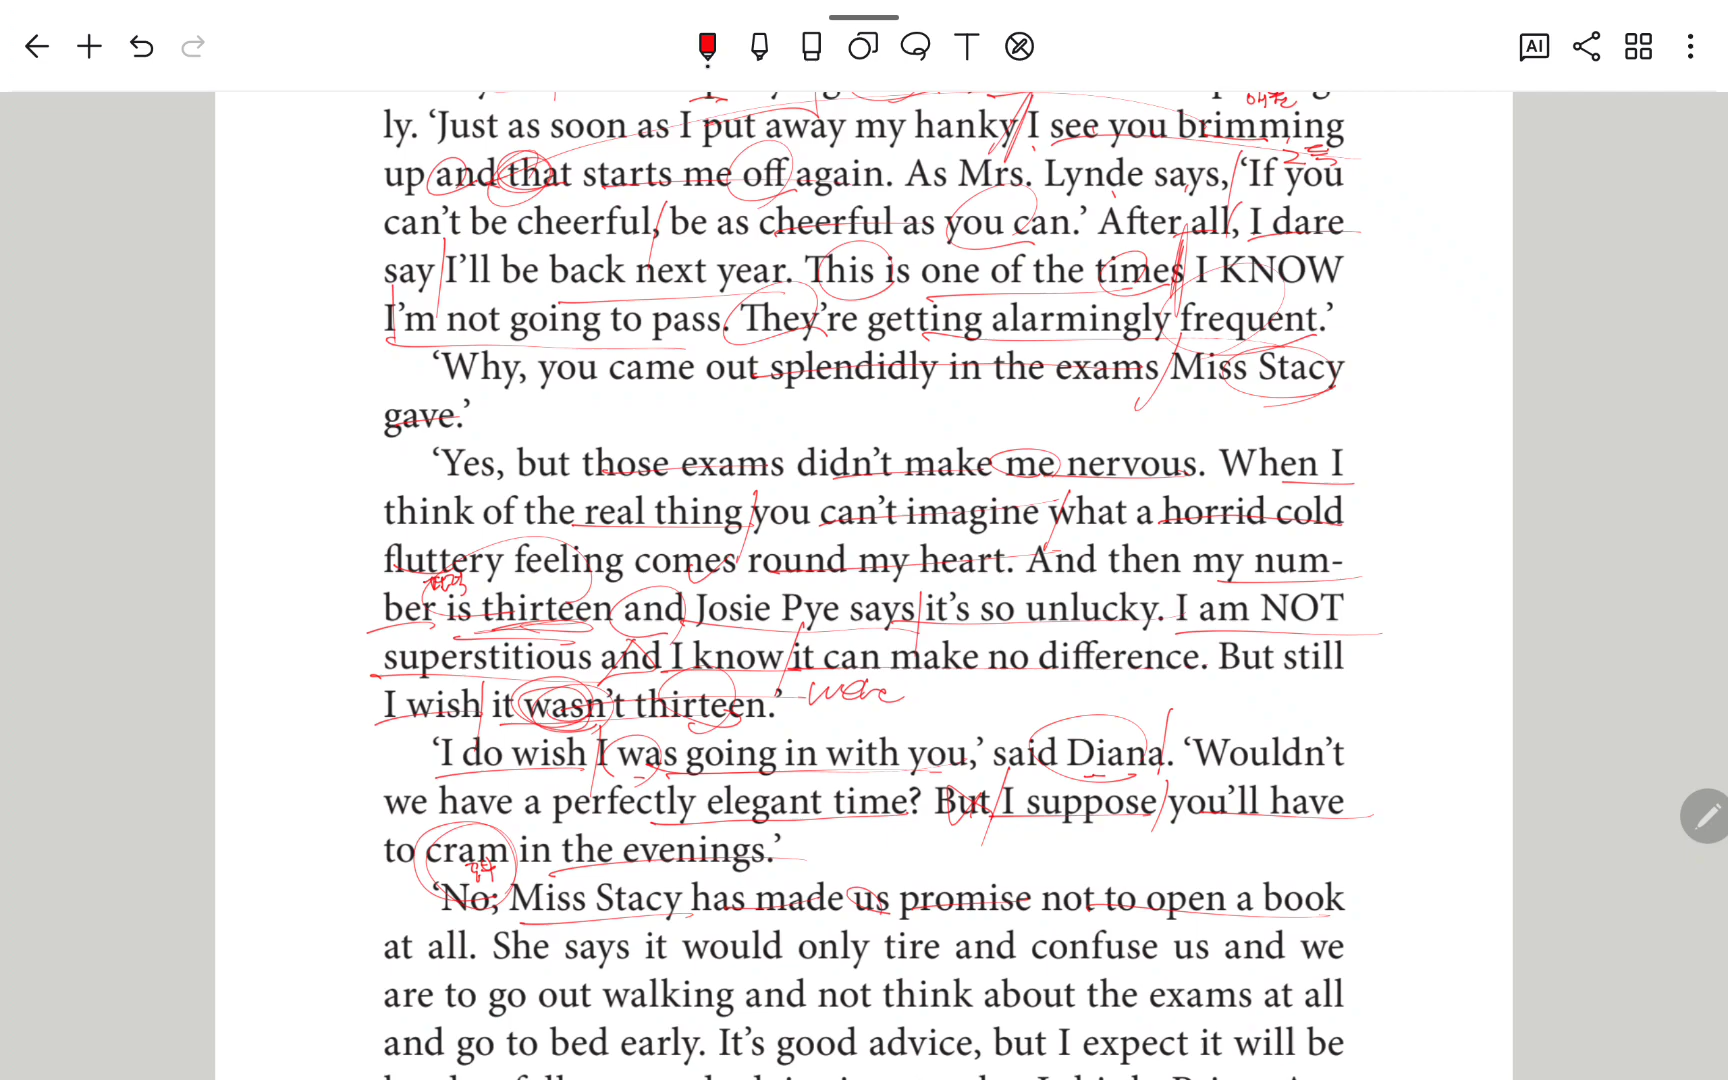 AI
ly. ‘Just as soon as I put away my hanky I see you brimming
up and that starts me off again. As Mrs. Lynde says, ‘If you
can’t be cheerful, be as cheerful as you can.’ After all, I dare
say I’ll be back next year. This is one of the times I KNOW
I’m not going to pass. They’re getting alarmingly frequent.’
‘Why, you came out splendidly in the exams Miss Stacy
gave.’
‘Yes, but those exams didn’t make me nervous. When I
think of the real thing you can’t imagine what a horrid cold
fluttery feeling comes round my heart. And then my num-
ber is thirteen and Josie Pye says it’s so unlucky. I am NOT
superstitious and I know it can make no difference. But still
I wish it wasn’t thirteen.’ were
‘I do wish I was going in with you,’ said Diana. ‘Wouldn’t
we have a perfectly elegant time? But I suppose you’ll have
to cram in the evenings.’
‘No; Miss Stacy has made us promise not to open a book
at all. She says it would only tire and confuse us and we
are to go out walking and not think about the exams at all
and go to bed early. It’s good advice, but I expect it will be